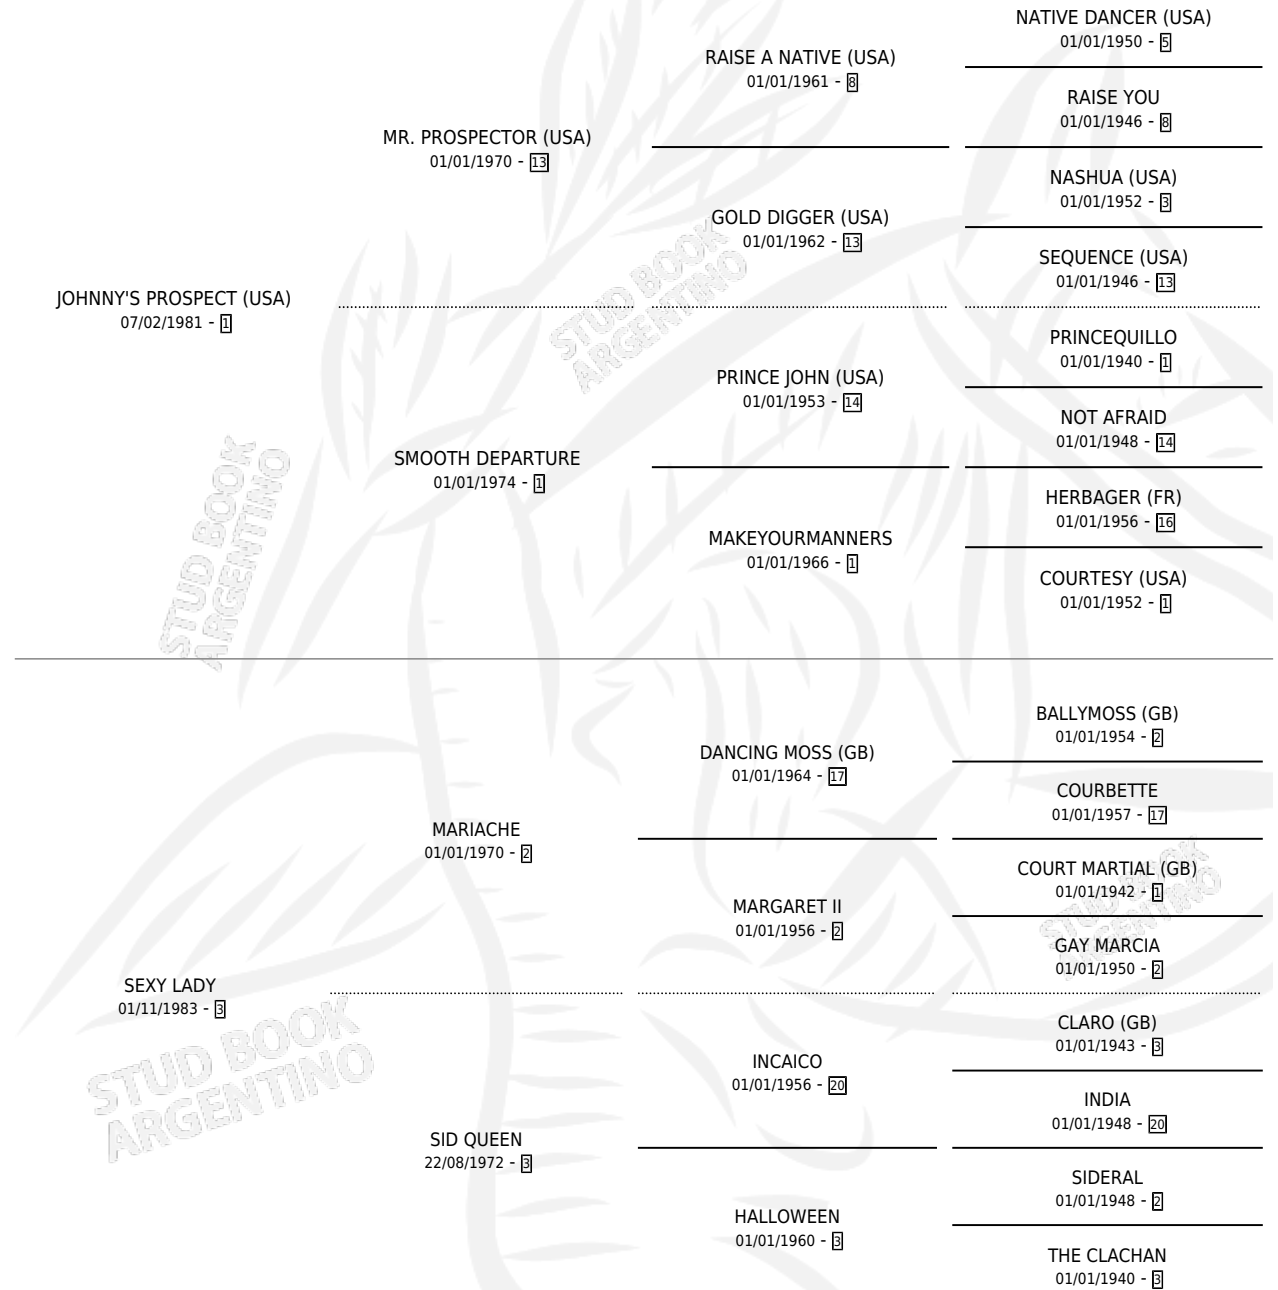 NATIVE DANCER (USA)
01/01/1950 - 5
RAISE A NATIVE (USA)
01/01/1961 - 8
RAISE YOU
01/01/1946 - 8
MR. PROSPECTOR (USA)
01/01/1970 - 13
NASHUA (USA)
01/01/1952 - 3
GOLD DIGGER (USA)
01/01/1962 - 13
SEQUENCE (USA)
01/01/1946 - 13
JOHNNY'S PROSPECT (USA)
07/02/1981 - 1
PRINCEQUILLO
01/01/1940 - 1
PRINCE JOHN (USA)
01/01/1953 - 14
NOT AFRAID
01/01/1948 - 14
SMOOTH DEPARTURE
01/01/1974 - 1
HERBAGER (FR)
01/01/1956 - 16
MAKEYOURMANNERS
01/01/1966 - 1
COURTESY (USA)
01/01/1952 - 1
BALLYMOSS (GB)
01/01/1954 - 2
DANCING MOSS (GB)
01/01/1964 - 17
COURBETTE
01/01/1957 - 17
MARIACHE
01/01/1970 - 2
COURT MARTIAL (GB)
01/01/1942 - 1
MARGARET II
01/01/1956 - 2
GAY MARCIA
01/01/1950 - 2
SEXY LADY
01/11/1983 - 3
CLARO (GB)
01/01/1943 - 3
INCAICO
01/01/1956 - 20
INDIA
01/01/1948 - 20
SID QUEEN
22/08/1972 - 3
SIDERAL
01/01/1948 - 2
HALLOWEEN
01/01/1960 - 3
THE CLACHAN
01/01/1940 - 3
STUD BOOK
ARGENTINO
STUD BOOK
ARGENTINO
STUD BOOK
ARGENTINO
STUD BOOK
ARGENTINO